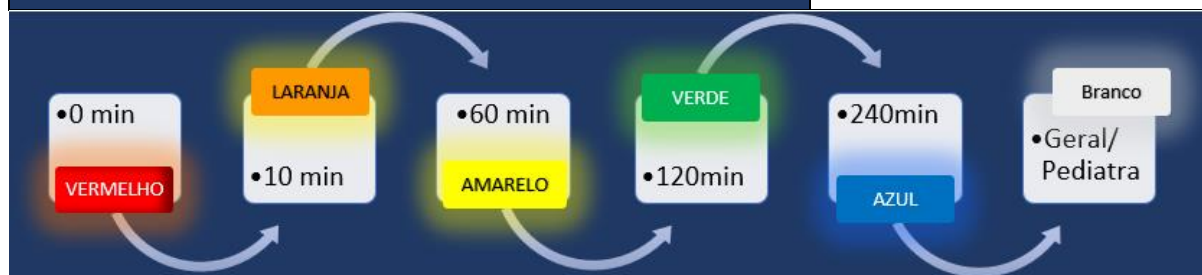 •0 min
VERMELHO
LARANJA
•10 min
•60 min
AMARELO
VERDE
•120min
•240min
AZUL
Branco
•Geral/
Pediatra